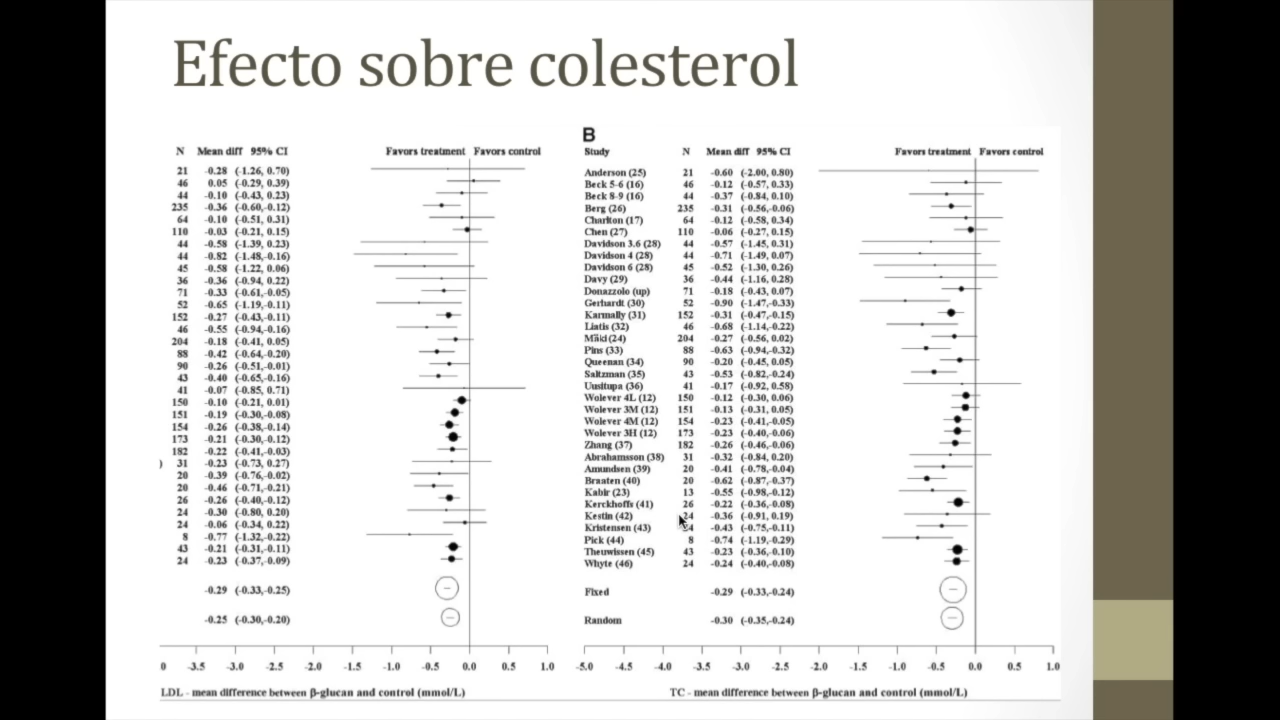 Efecto sobre colesterol
N Mean diff 95% CI Favors treatment Favors control
21 -0.28 (-1.26, 0.70)
46 0.05 (-0.29, 0.39)
44 -0.10 (-0.43, 0.23)
235 -0.36 (-0.60,-0.12)
64 -0.10 (-0.51, 0.31)
110 -0.03 (-0.21, 0.15)
44 -0.58 (-1.39, 0.23)
44 -0.82 (-1.48,-0.16)
45 -0.58 (-1.22, 0.06)
36 -0.36 (-0.94, 0.22)
71 -0.33 (-0.61,-0.05)
52 -0.65 (-1.19,-0.11)
152 -0.27 (-0.43,-0.11)
46 -0.55 (-0.94,-0.16)
204 -0.18 (-0.41, 0.05)
88 -0.42 (-0.64,-0.20)
90 -0.26 (-0.51,-0.01)
43 -0.40 (-0.65,-0.16)
41 -0.07 (-0.85, 0.71)
150 -0.10 (-0.21, 0.01)
151 -0.19 (-0.30,-0.08)
154 -0.26 (-0.38,-0.14)
173 -0.21 (-0.30,-0.12)
182 -0.22 (-0.41,-0.03)
) 31 -0.23 (-0.73, 0.27)
20 -0.39 (-0.76,-0.02)
20 -0.46 (-0.71,-0.21)
26 -0.26 (-0.40,-0.12)
24 -0.30 (-0.80, 0.20)
24 -0.06 (-0.34, 0.22)
8 -0.77 (-1.32,-0.22)
43 -0.21 (-0.31,-0.11)
24 -0.23 (-0.37,-0.09)
-0.29 (-0.33,-0.25)
-0.25 (-0.30,-0.20)
0 -3.5 -3.0 -2.5 -2.0 -1.5 -1.0 -0.5 0.0 0.5 1.0
LDL - mean difference between β-glucan and control (mmol/L)
B
Study N Mean diff 95% CI Favors treatment Favors control
Anderson (25) 21 -0.60 (-2.00, 0.80)
Beck 5-6 (16) 46 -0.12 (-0.57, 0.33)
Beck 8-9 (16) 44 -0.37 (-0.84, 0.10)
Berg (26) 235 -0.31 (-0.56,-0.06)
Charlton (17) 64 -0.12 (-0.58, 0.34)
Chen (27) 110 -0.06 (-0.27, 0.15)
Davidson 3.6 (28) 44 -0.57 (-1.45, 0.31)
Davidson 4 (28) 44 -0.71 (-1.49, 0.07)
Davidson 6 (28) 45 -0.52 (-1.30, 0.26)
Davy (29) 36 -0.44 (-1.16, 0.28)
Donazzolo (up) 71 -0.18 (-0.43, 0.07)
Gerhardt (30) 52 -0.90 (-1.47,-0.33)
Karmally (31) 152 -0.31 (-0.47,-0.15)
Liatis (32) 46 -0.68 (-1.14,-0.22)
Mäki (24) 204 -0.27 (-0.56, 0.02)
Pins (33) 88 -0.63 (-0.94,-0.32)
Queenan (34) 90 -0.20 (-0.45, 0.05)
Saltzman (35) 43 -0.53 (-0.82,-0.24)
Uusitupa (36) 41 -0.17 (-0.92, 0.58)
Wolever 4L (12) 150 -0.12 (-0.30, 0.06)
Wolever 3M (12) 151 -0.13 (-0.31, 0.05)
Wolever 4M (12) 154 -0.23 (-0.41,-0.05)
Wolever 3H (12) 173 -0.23 (-0.40,-0.06)
Zhang (37) 182 -0.26 (-0.46,-0.06)
Abrahamsson (38) 31 -0.32 (-0.84, 0.20)
Amundsen (39) 20 -0.41 (-0.78,-0.04)
Braaten (40) 20 -0.62 (-0.87,-0.37)
Kabir (23) 13 -0.55 (-0.98,-0.12)
Kerckhoffs (41) 26 -0.22 (-0.36,-0.08)
Kestin (42) 24 -0.36 (-0.91, 0.19)
Kristensen (43) 24 -0.43 (-0.75,-0.11)
Pick (44) 8 -0.74 (-1.19,-0.29)
Theuwissen (45) 43 -0.23 (-0.36,-0.10)
Whyte (46) 24 -0.24 (-0.40,-0.08)
Fixed -0.29 (-0.33,-0.24)
Random -0.30 (-0.35,-0.24)
-5.0 -4.5 -4.0 -3.5 -3.0 -2.5 -2.0 -1.5 -1.0 -0.5 0.0 0.5 1.0
TC - mean difference between β-glucan and control (mmol/L)